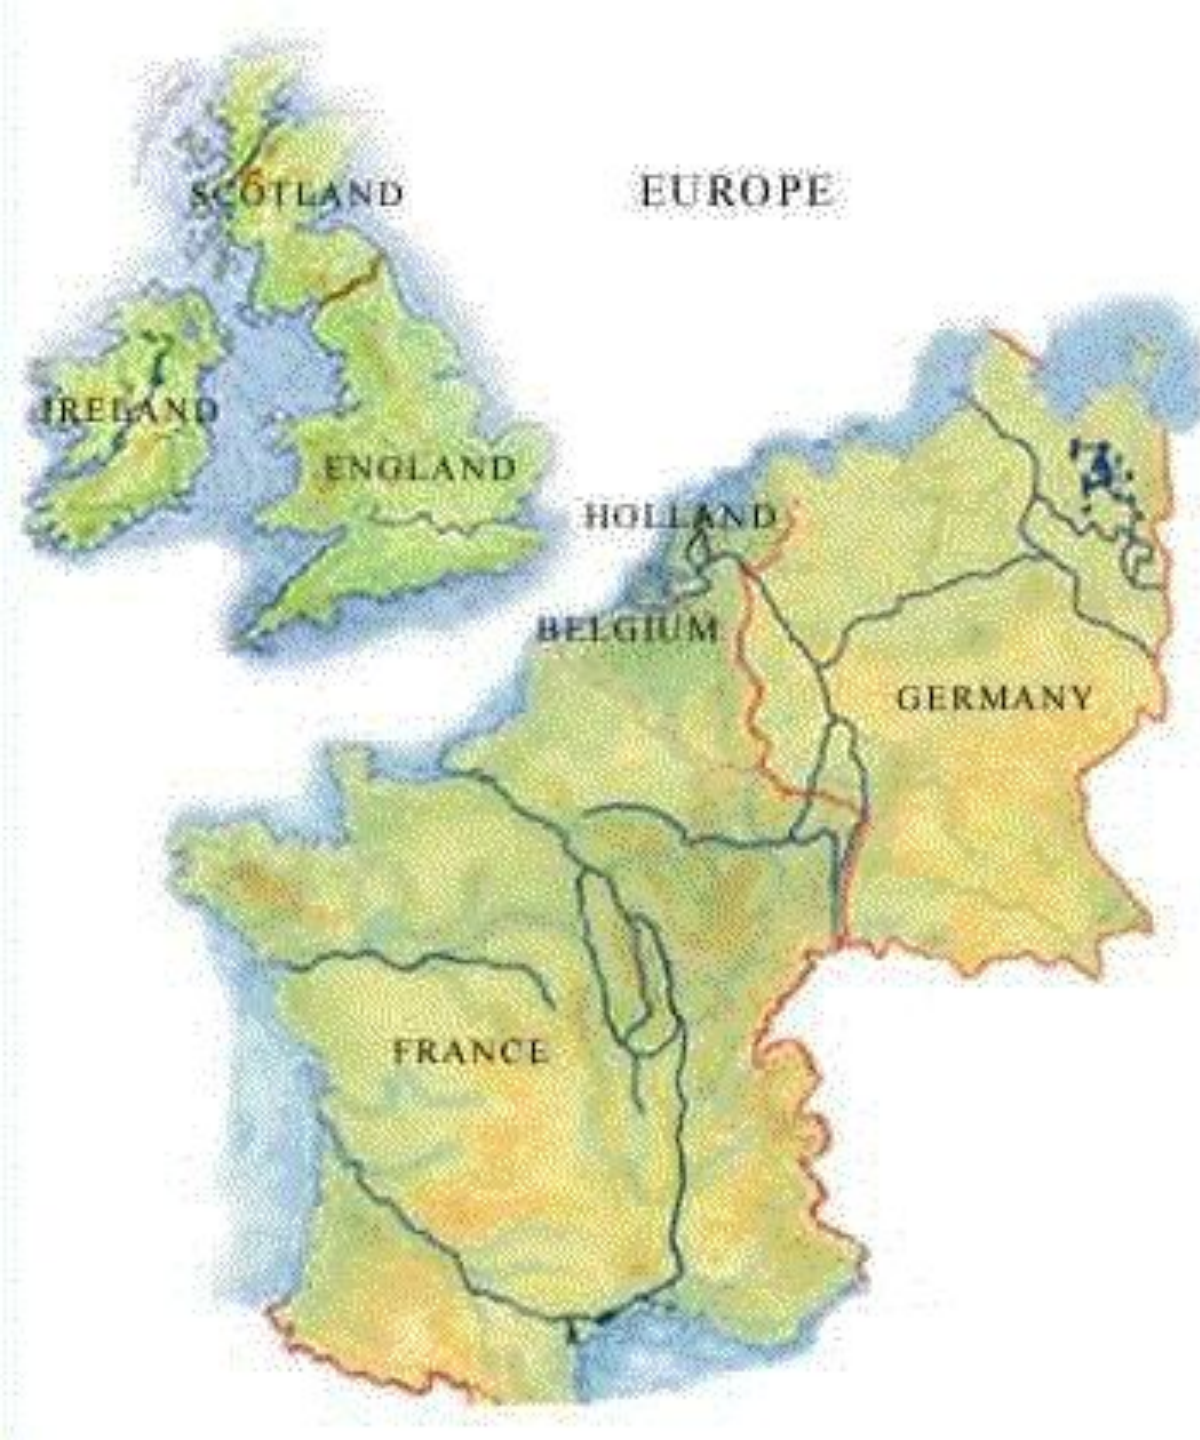 SCOTLAND
EUROPE
IRELAND
ENGLAND
HOLLAND
BELGIUM
GERMANY
FRANCE